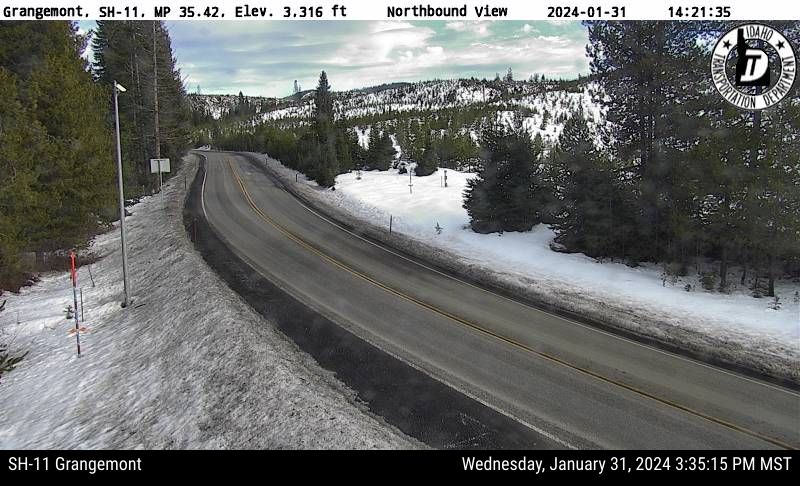 Grangemont, SH-11, MP 35.42, Elev. 3,316 ft Northbound View 2024-01-31 14:21:35
IDAHO
TRANSPORTATION DEPARTMENT
SH-11 Grangemont Wednesday, January 31, 2024 3:35:15 PM MST